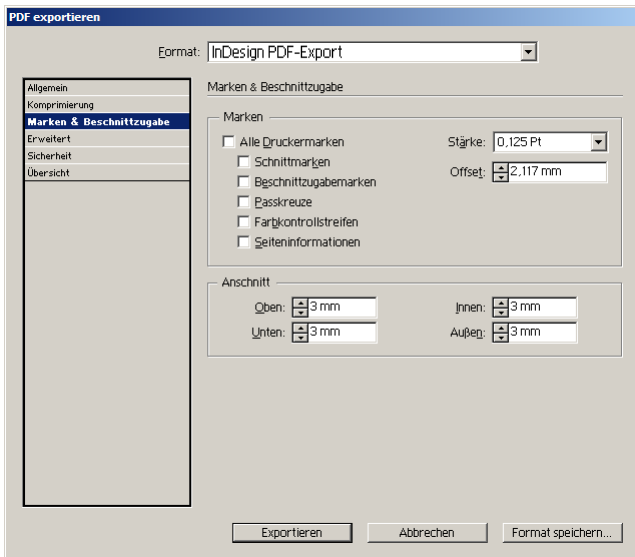 PDF exportieren
Format: InDesign PDF-Export
Allgemein
Komprimierung
Marken & Beschnittzugabe
Erweitert
Sicherheit
Übersicht
Marken & Beschnittzugabe
Marken
Alle Druckermarken
Schnittmarken
Beschnittzugabemarken
Passkreuze
Farbkontrollstreifen
Seiteninformationen
Stärke: 0,125 Pt
Offset: 2,117 mm
Anschnitt
Oben: 3 mm
Unten: 3 mm
Innen: 3 mm
Außen: 3 mm
Exportieren
Abbrechen
Format speichern...